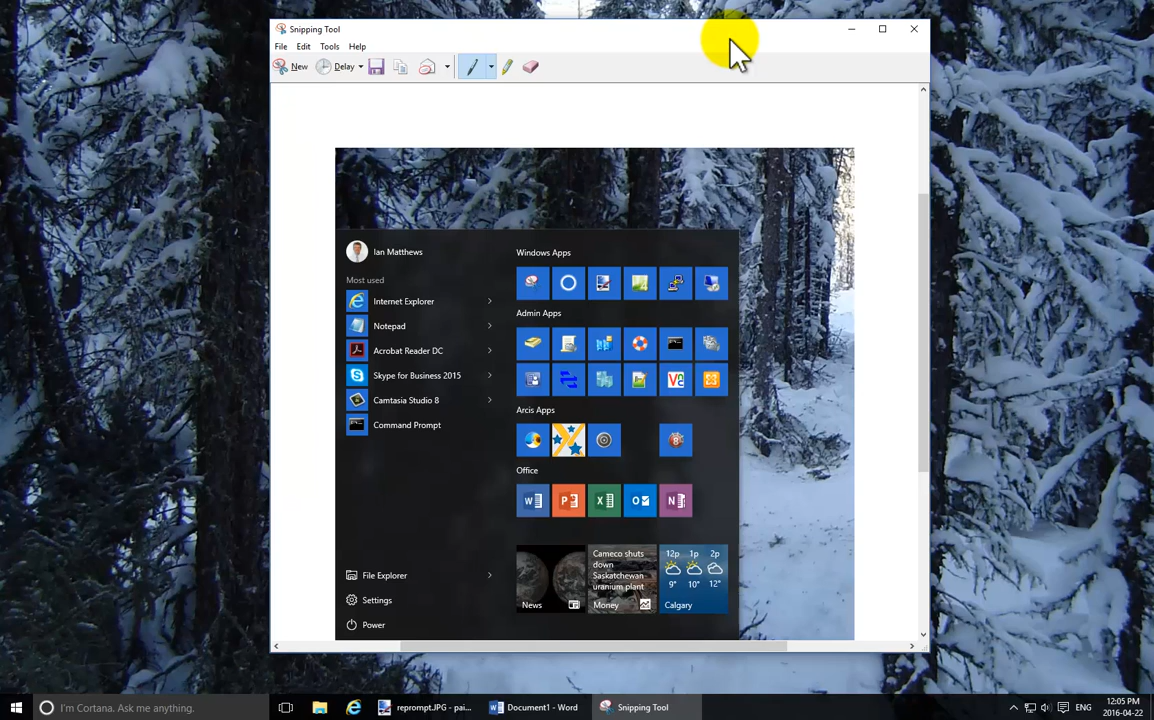 Snipping Tool
File Edit Tools Help
New Delay
Ian Matthews
Most used
Internet Explorer
Notepad
Acrobat Reader DC
Skype for Business 2015
Camtasia Studio 8
Command Prompt
File Explorer
Settings
Power
Windows Apps
Admin Apps
Arcis Apps
Office
Cameco shuts
down
Saskatchewan
uranium plant
12p 1p 2p
9° 10° 12°
News Money Calgary
I'm Cortana. Ask me anything. reprompt.JPG - pai... Document1 - Word Snipping Tool ENG 12:05 PM
2016-04-22